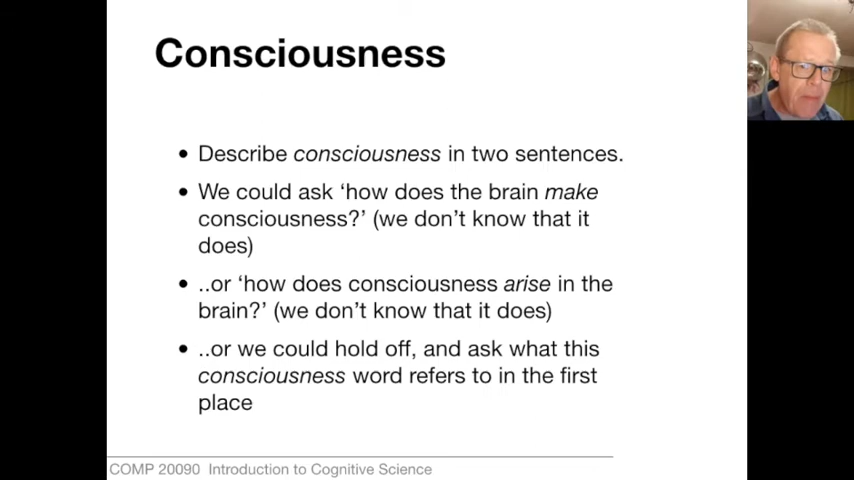 Consciousness
• Describe consciousness in two sentences.
• We could ask ‘how does the brain make
consciousness?’ (we don’t know that it
does)
• ..or ‘how does consciousness arise in the
brain?’ (we don’t know that it does)
• ..or we could hold off, and ask what this
consciousness word refers to in the first
place
COMP 20090 Introduction to Cognitive Science